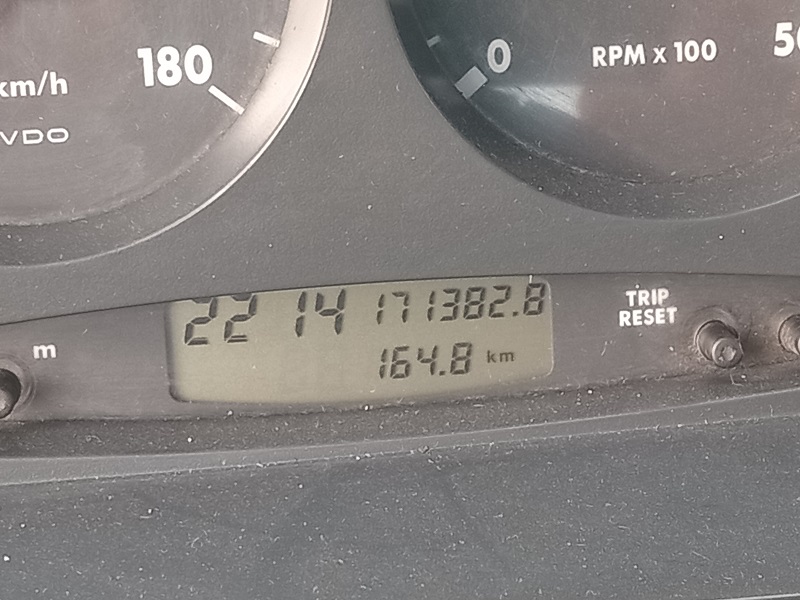 180
km/h
VDO
0
RPM x 100
22 14 171382.8
164.8 km
TRIP
RESET
m